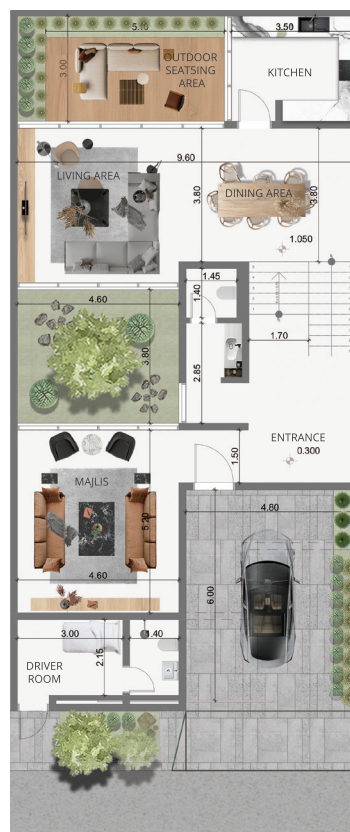 5.10
3.50
3.00
OUTDOOR
SEAT5ING
AREA
KITCHEN
9.60
LIVING AREA
3.80
DINING AREA
3.80
1.050
1.45
1.40
4.60
3.80
1.70
2.85
ENTRANCE
0.300
1.50
MAJLIS
4.80
5.20
4.60
6.00
3.00
1.40
2.15
DRIVER
ROOM